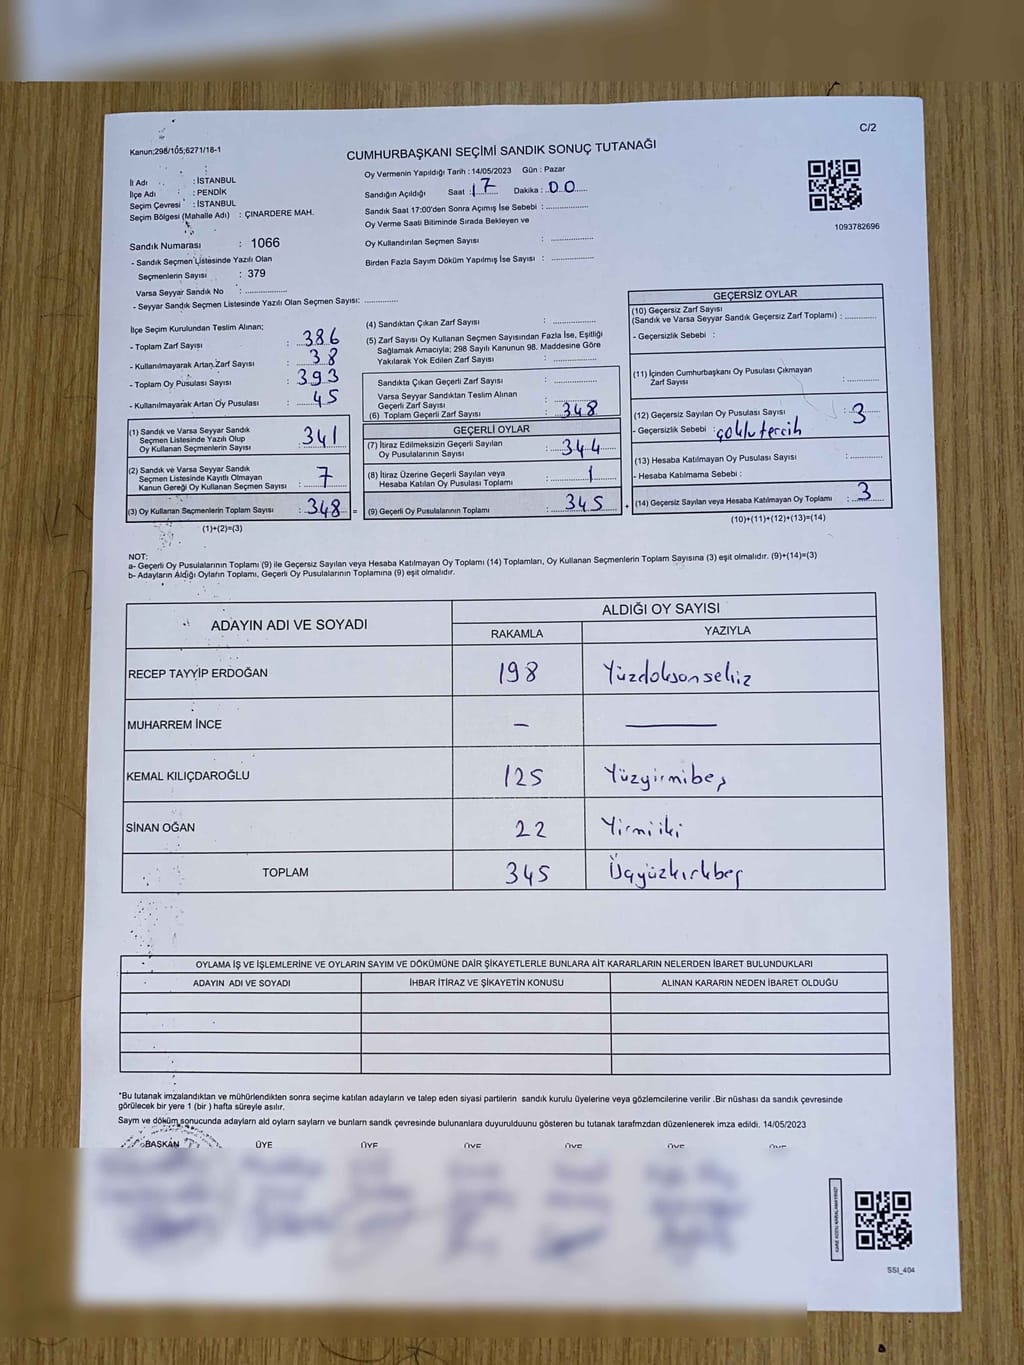 C/2
Kanun;298/105;6271/18-1
CUMHURBAŞKANI SEÇİMİ SANDIK SONUÇ TUTANAĞI
İl Adı : İSTANBUL
İlçe Adı : PENDİK
Seçim Çevresi : İSTANBUL
Seçim Bölgesi (Mahalle Adı) : ÇINARDERE MAH.
Oy Vermenin Yapıldığı Tarih : 14/05/2023 Gün : Pazar
Sandığın Açıldığı Saat : 17 Dakika : 00
Sandık Saat 17:00'den Sonra Açımış İse Sebebi : ..............
Oy Verme Saati Bitiminde Sırada Bekleyen ve
Oy Kullandırılan Seçmen Sayısı : ..............
Birden Fazla Sayım Döküm Yapılmış İse Sayısı : ..............
1093782696
Sandık Numarası : 1066
- Sandık Seçmen Listesinde Yazılı Olan
Seçmenlerin Sayısı : 379
Varsa Seyyar Sandık No : ..............
- Seyyar Sandık Seçmen Listesinde Yazılı Olan Seçmen Sayısı: ............
İlçe Seçim Kurulundan Teslim Alınan;
- Toplam Zarf Sayısı : 386
- Kullanılmayarak Artan Zarf Sayısı : 38
- Toplam Oy Pusulası Sayısı : 393
- Kullanılmayarak Artan Oy Pusulası : 45
(1) Sandık ve Varsa Seyyar Sandık
Seçmen Listesinde Yazılı Olup
Oy Kullanan Seçmenlerin Sayısı : 341
(2) Sandık ve Varsa Seyyar Sandık
Seçmen Listesinde Kayıtlı Olmayan
Kanun Gereği Oy Kullanan Seçmen Sayısı : 7
(3) Oy Kullanan Seçmenlerin Toplam Sayısı : 348 =
(1)+(2)=(3)
(4) Sandıktan Çıkan Zarf Sayısı : ..............
(5) Zarf Sayısı Oy Kullanan Seçmen Sayısından Fazla İse, Eşitliği
Sağlamak Amacıyla; 298 Sayılı Kanunun 98. Maddesine Göre
Yakılarak Yok Edilen Zarf Sayısı : ..............
Sandıkta Çıkan Geçerli Zarf Sayısı : ..............
Varsa Seyyar Sandıktan Teslim Alınan
Geçerli Zarf Sayısı : ..............
(6) Toplam Geçerli Zarf Sayısı : 348
GEÇERLİ OYLAR
(7) İtiraz Edilmeksizin Geçerli Sayılan
Oy Pusulalarının Sayısı : 344
(8) İtiraz Üzerine Geçerli Sayılan veya
Hesaba Katılan Oy Pusulası Toplamı : 1
(9) Geçerli Oy Pusulalarının Toplamı : 345 +
GEÇERSİZ OYLAR
(10) Geçersiz Zarf Sayısı
(Sandık ve Varsa Seyyar Sandık Geçersiz Zarf Toplamı) : ...........
- Geçersizlik Sebebi :
(11) İçinden Cumhurbaşkanı Oy Pusulası Çıkmayan
Zarf Sayısı : ...........
(12) Geçersiz Sayılan Oy Pusulası Sayısı : 3
- Geçersizlik Sebebi : çoklu tercih
(13) Hesaba Katılmayan Oy Pusulası Sayısı : ...........
- Hesaba Katılmama Sebebi :
(14) Geçersiz Sayılan veya Hesaba Katılmayan Oy Toplamı : 3
(10)+(11)+(12)+(13)=(14)
NOT:
a- Geçerli Oy Pusulalarının Toplamı (9) ile Geçersiz Sayılan veya Hesaba Katılmayan Oy Toplamı (14) Toplamları, Oy Kullanan Seçmenlerin Toplam Sayısına (3) eşit olmalıdır. (9)+(14)=(3)
b- Adayların Aldığı Oyların Toplamı, Geçerli Oy Pusulalarının Toplamına (9) eşit olmalıdır.
ADAYIN ADI VE SOYADI ALDIĞI OY SAYISI
RAKAMLA YAZIYLA
RECEP TAYYİP ERDOĞAN 198 Yüzdoksansekiz
MUHARREM İNCE — ———
KEMAL KILIÇDAROĞLU 125 Yüzyirmibeş
SİNAN OĞAN 22 Yirmiiki
TOPLAM 345 Üçyüzkırkbeş
OYLAMA İŞ VE İŞLEMLERİNE VE OYLARIN SAYIM VE DÖKÜMÜNE DAİR ŞİKAYETLERLE BUNLARA AİT KARARLARIN NELERDEN İBARET BULUNDUKLARI
ADAYIN ADI VE SOYADI İHBAR İTİRAZ VE ŞİKAYETİN KONUSU ALINAN KARARIN NEDEN İBARET OLDUĞU
*Bu tutanak imzalandıktan ve mühürlendikten sonra seçime katılan adayların ve talep eden siyasi partilerin sandık kurulu üyelerine veya gözlemcilerine verilir .Bir nüshası da sandık çevresinde
görülecek bir yere 1 (bir ) hafta süreyle asılır.
Sayım ve döküm sonucunda adayların ald oyların sayları ve bunların sandk çevresinde bulunanlara duyurulduunu gösteren bu tutanak tarafmzdan düzenlenerek imza edildi. 14/05/2023
BAŞKAN ÜYE ÜYE ÜYE ÜYE ÜYE ÜYE
SSI_404